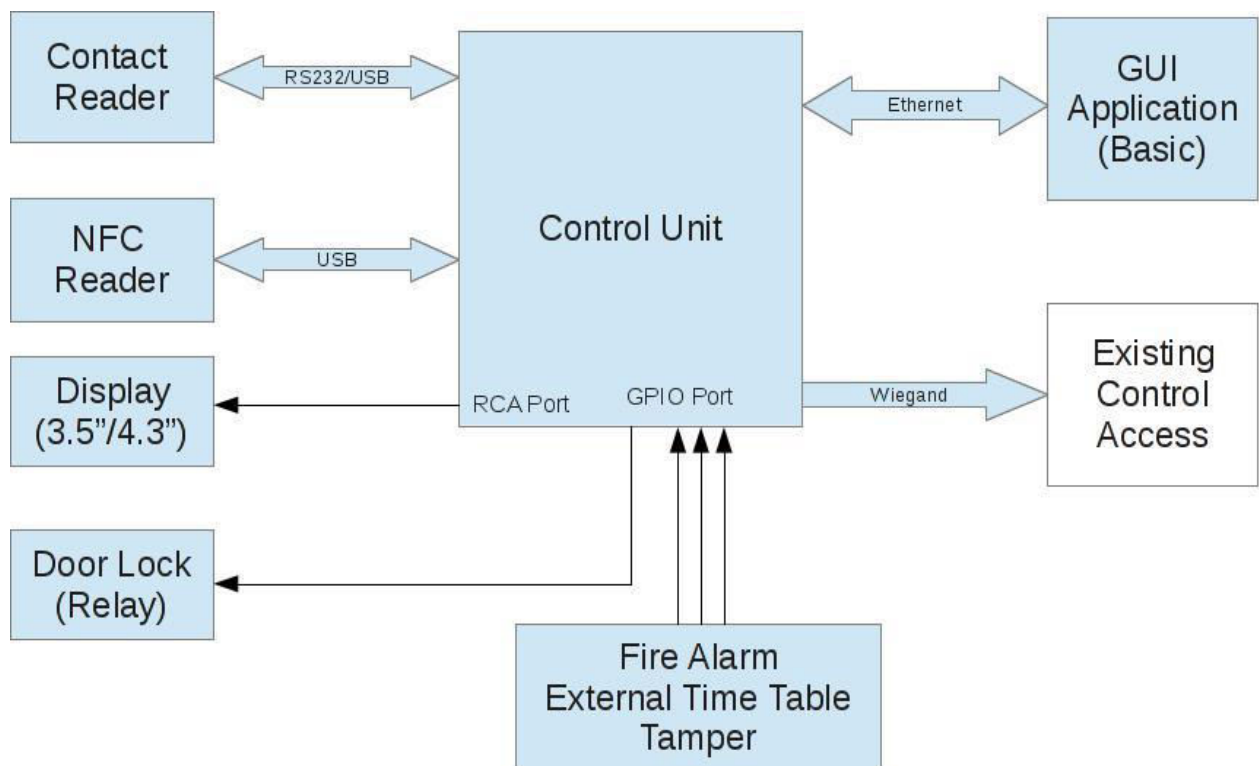 Contact
Reader
RS232/USB
NFC
Reader
USB
Display
(3.5”/4.3”)
Door Lock
(Relay)
Control Unit
RCA Port
GPIO Port
Fire Alarm
External Time Table
Tamper
Ethernet
GUI
Application
(Basic)
Wiegand
Existing
Control
Access